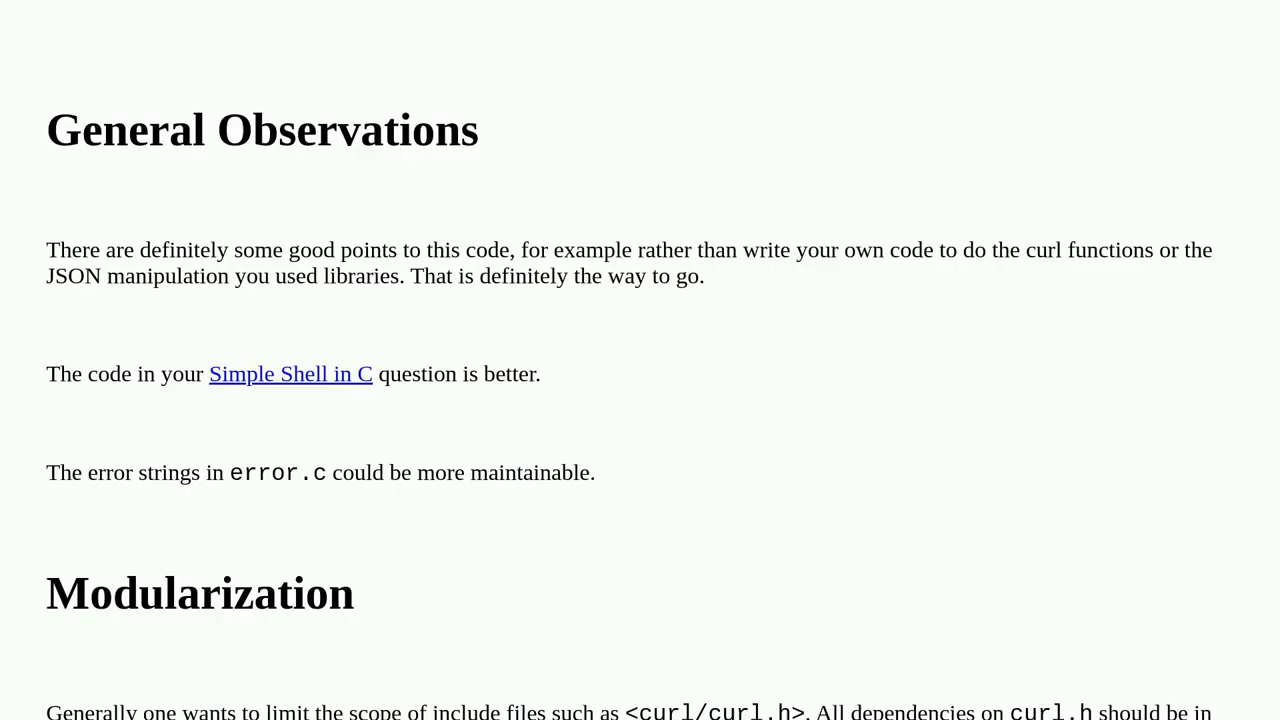 General Observations
There are definitely some good points to this code, for example rather than write your own code to do the curl functions or the
JSON manipulation you used libraries. That is definitely the way to go.
The code in your Simple Shell in C question is better.
The error strings in error.c could be more maintainable.
Modularization
Generally one wants to limit the scope of include files such as <curl/curl.h>. All dependencies on curl.h should be in